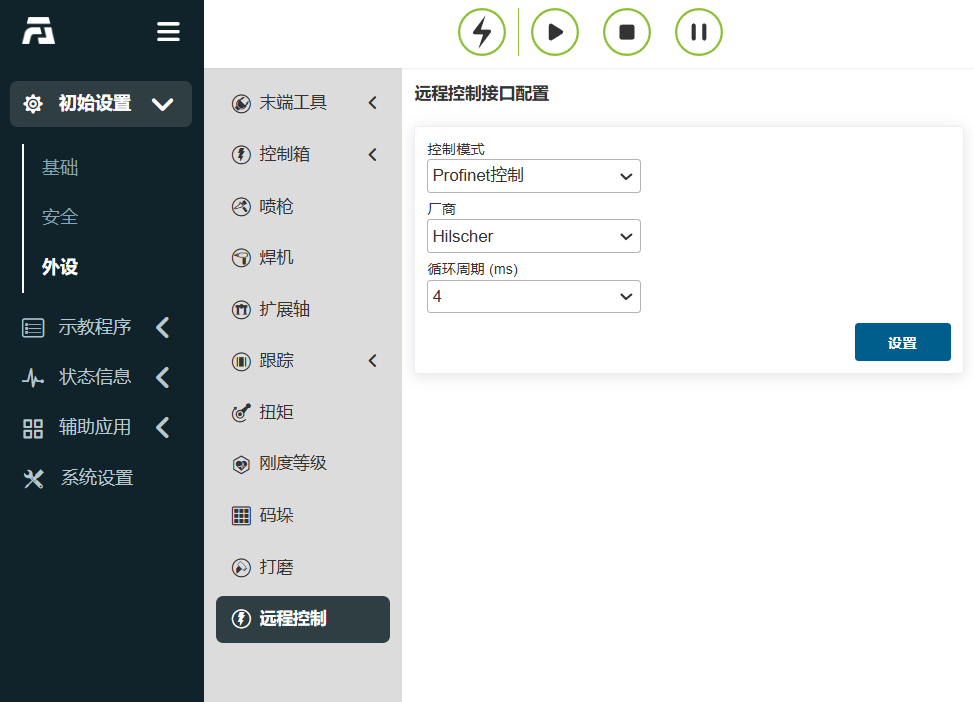 初始设置
基础
安全
外设
示教程序
状态信息
辅助应用
系统设置
末端工具
控制箱
喷枪
焊机
扩展轴
跟踪
扭矩
刚度等级
码垛
打磨
远程控制
远程控制接口配置
控制模式
Profinet控制
厂商
Hilscher
循环周期 (ms)
4
设置